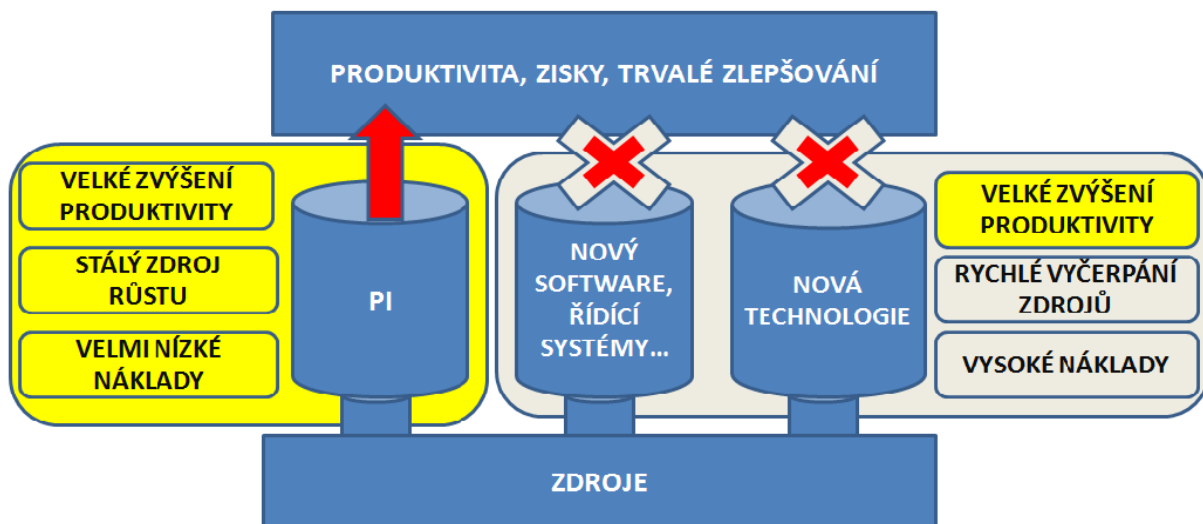 PRODUKTIVITA, ZISKY, TRVALÉ ZLEPŠOVÁNÍ
VELKÉ ZVÝŠENÍ
PRODUKTIVITY
STÁLÝ ZDROJ
RŮSTU
VELMI NÍZKÉ
NÁKLADY
PI
NOVÝ
SOFTWARE,
ŘÍDÍCÍ
SYSTÉMY...
NOVÁ
TECHNOLOGIE
VELKÉ ZVÝŠENÍ
PRODUKTIVITY
RYCHLÉ VYČERPÁNÍ
ZDROJŮ
VYSOKÉ NÁKLADY
ZDROJE